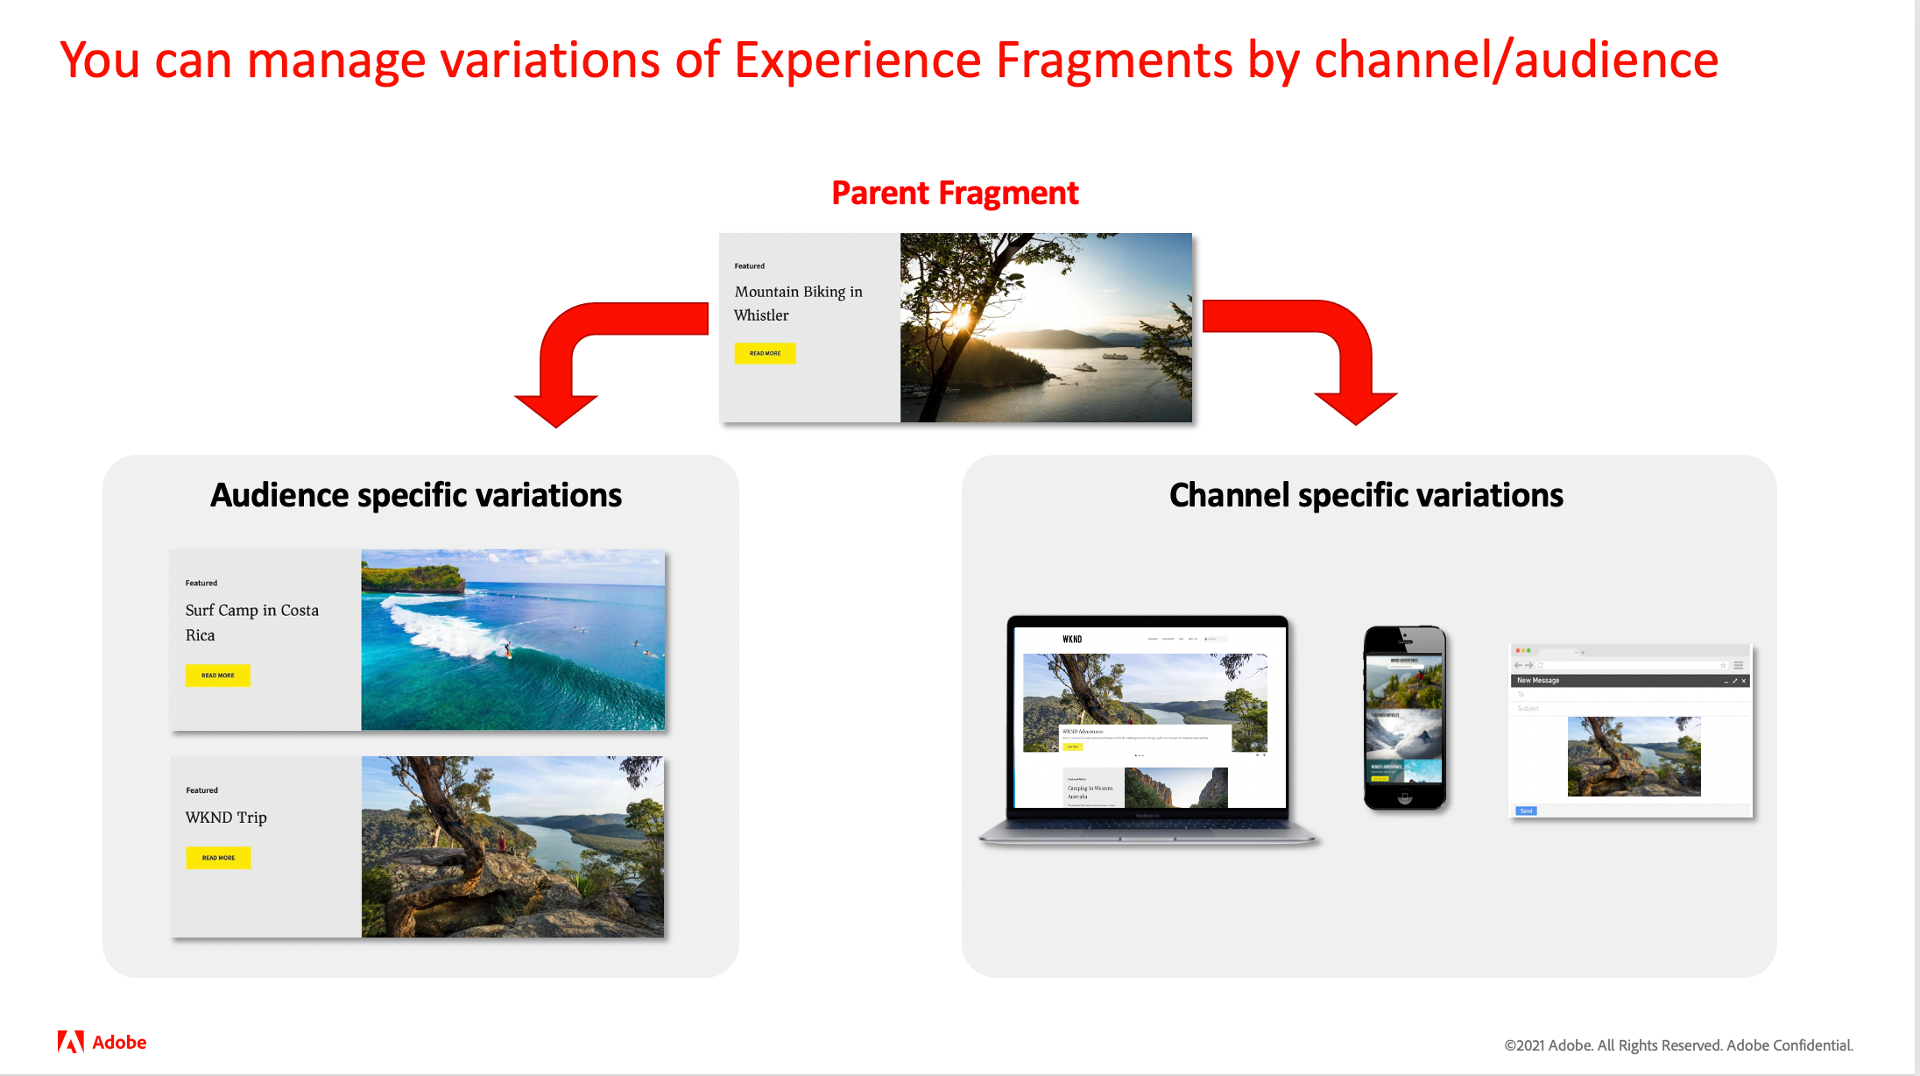 You can manage variations of Experience Fragments by channel/audience
Parent Fragment
Featured
Mountain Biking in
Whistler
READ MORE
Audience specific variations
Featured
Surf Camp in Costa
Rica
READ MORE
Featured
WKND Trip
READ MORE
Channel specific variations
WKND
WKND Adventures
Camping in Western
Australia
New Message
To
Subject
Send
Adobe
©2021 Adobe. All Rights Reserved. Adobe Confidential.